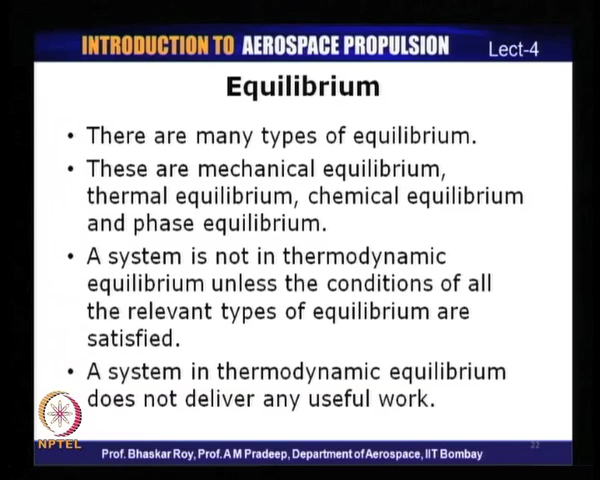 INTRODUCTION TO AEROSPACE PROPULSION Lect-4
Equilibrium
• There are many types of equilibrium.
• These are mechanical equilibrium,
thermal equilibrium, chemical equilibrium
and phase equilibrium.
• A system is not in thermodynamic
equilibrium unless the conditions of all
the relevant types of equilibrium are
satisfied.
• A system in thermodynamic equilibrium
does not deliver any useful work.
NPTEL
22
Prof. Bhaskar Roy, Prof. A M Pradeep, Department of Aerospace, IIT Bombay